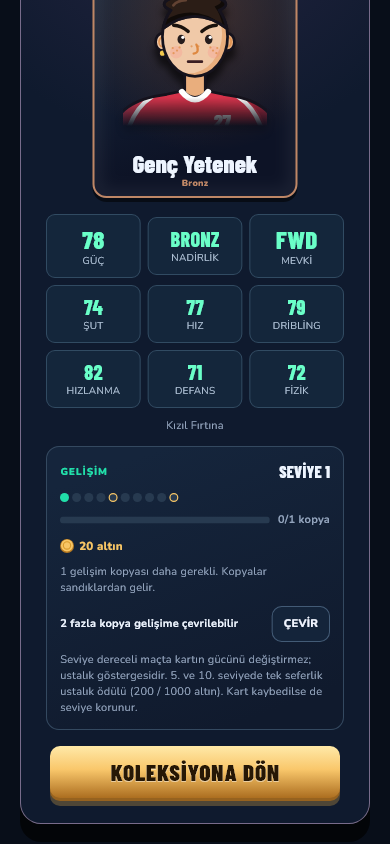 27
Genç Yetenek
Bronz
78
GÜÇ
BRONZ
NADİRLİK
FWD
MEVKİ
74
ŞUT
77
HIZ
79
DRİBLİNG
82
HIZLANMA
71
DEFANS
72
FİZİK
Kızıl Fırtına
GELİŞİM
SEVİYE 1
0/1 kopya
20 altın
1 gelişim kopyası daha gerekli. Kopyalar
sandıklardan gelir.
2 fazla kopya gelişime çevrilebilir
ÇEVİR
Seviye dereceli maçta kartın gücünü değiştirmez;
ustalık göstergesidir. 5. ve 10. seviyede tek seferlik
ustalık ödülü (200 / 1000 altın). Kart kaybedilse de
seviye korunur.
KOLEKSİYONA DÖN